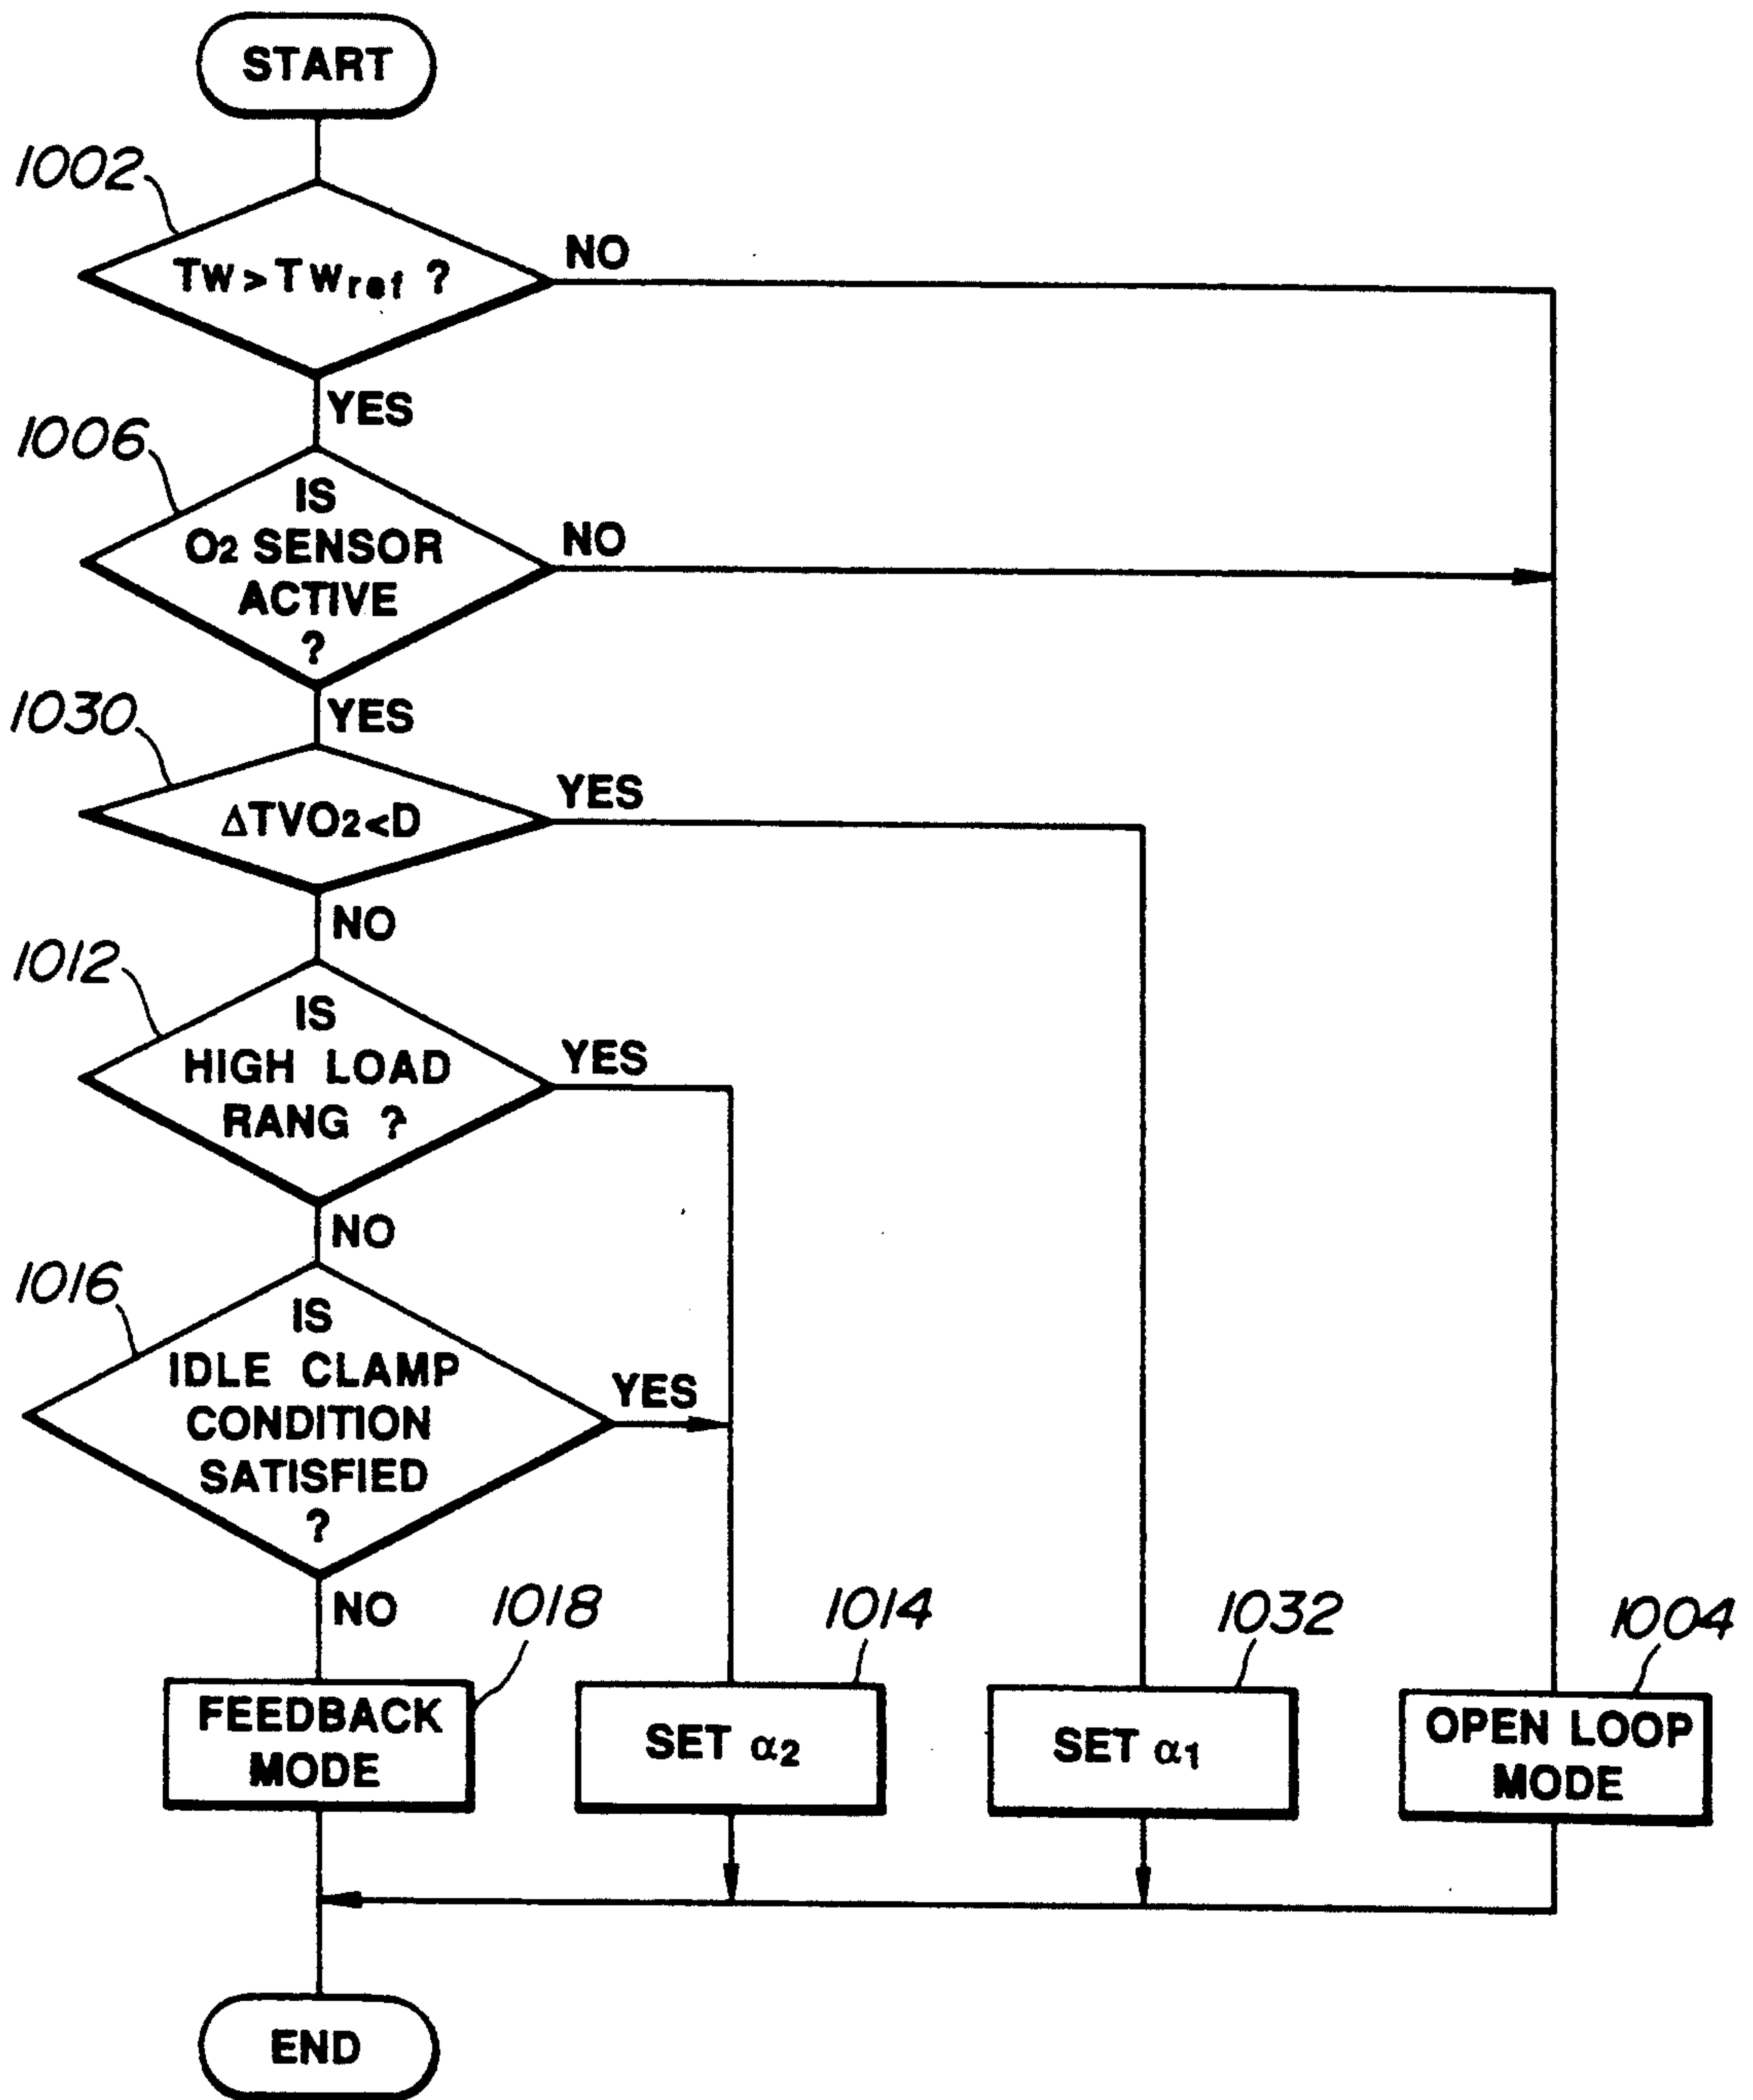 START
1002
Tw>Twref ?
NO
YES
1006
IS
O2 SENSOR
ACTIVE
?
NO
YES
1030
ΔTVO2<D
YES
NO
1012
IS
HIGH LOAD
RANG ?
YES
NO
1016
IS
IDLE CLAMP
CONDITION
SATISFIED
?
YES
NO
1018
FEEDBACK
MODE
1014
SET α2
1032
SET α1
1004
OPEN LOOP
MODE
END